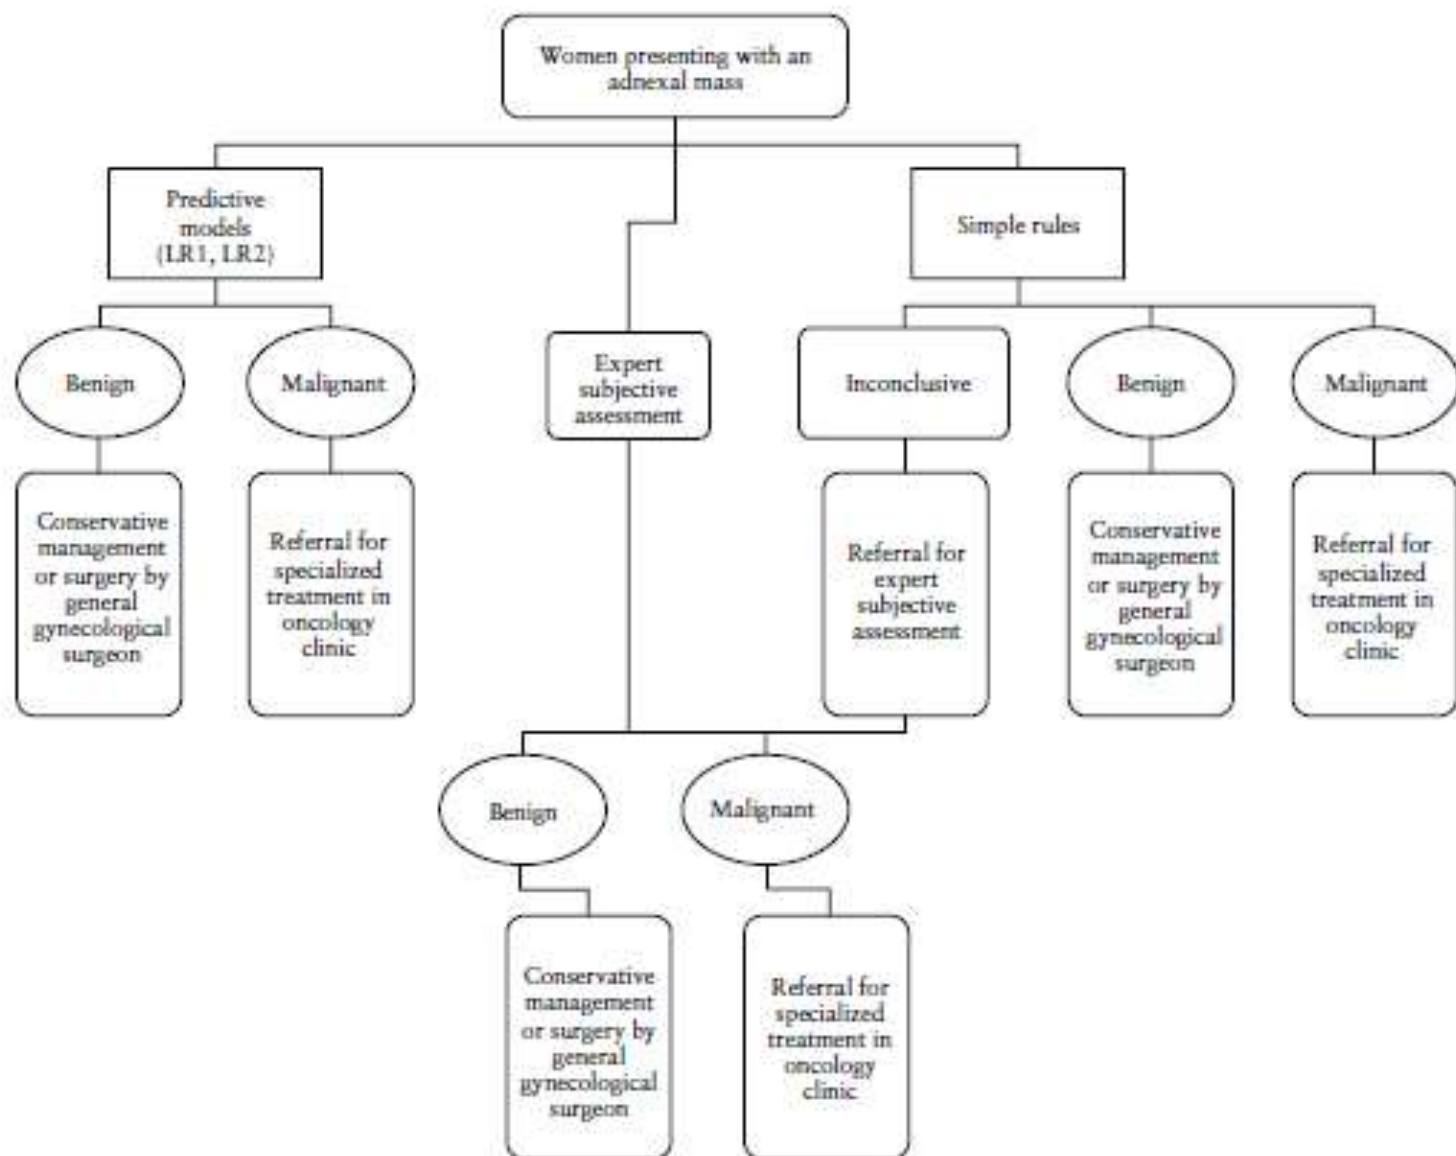 Women presenting with an
adnexal mass
Predictive
models
(LR1, LR2)
Simple rules
Benign
Malignant
Expert
subjective
assessment
Inconclusive
Benign
Malignant
Conservative
management
or surgery by
general
gynecological
surgeon
Referral for
specialized
treatment in
oncology
clinic
Referral for
expert
subjective
assessment
Conservative
management
or surgery by
general
gynecological
surgeon
Referral for
specialized
treatment in
oncology
clinic
Benign
Malignant
Conservative
management
or surgery by
general
gynecological
surgeon
Referral for
specialized
treatment in
oncology
clinic